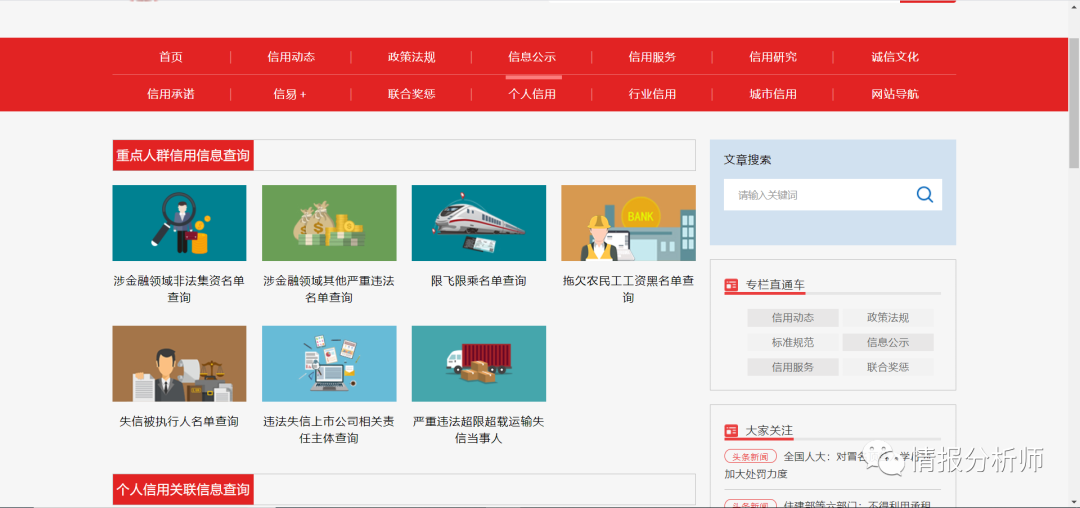 首页
信用动态
政策法规
信息公示
信用服务
信用研究
诚信文化
信用承诺
信易 +
联合奖惩
个人信用
行业信用
城市信用
网站导航
重点人群信用信息查询
BANK
涉金融领域非法集资名单
查询
涉金融领域其他严重违法
名单查询
限飞限乘名单查询
拖欠农民工工资黑名单查
询
失信被执行人名单查询
违法失信上市公司相关责
任主体查询
严重违法超限超载运输失
信当事人
个人信用关联信息查询
文章搜索
请输入关键词
专栏直通车
信用动态
政策法规
标准规范
信息公示
信用服务
联合奖惩
大家关注
头条新闻 全国人大：对冒名
加大处罚力度
头条新闻 住建部等六部门：不得利用承租
情报分析师